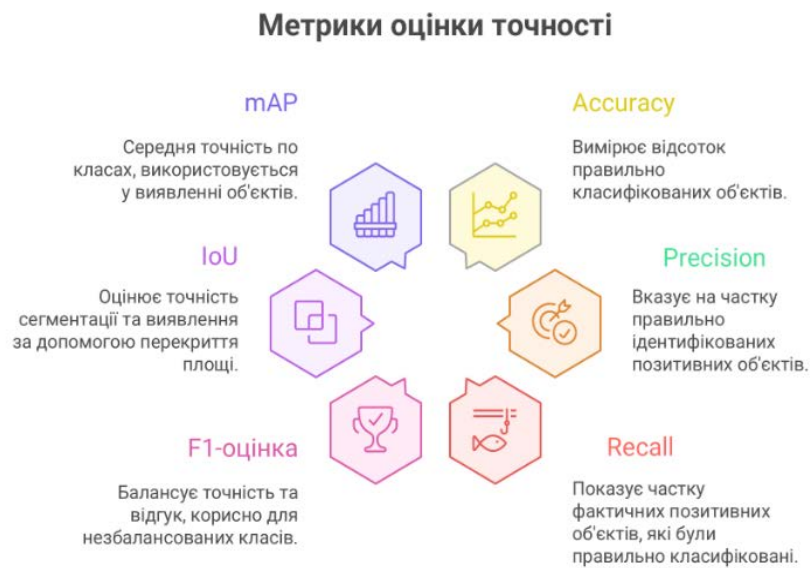 Метрики оцінки точності
mAP
Середня точність по
класах, використовується
у виявленні об'єктів.
Accuracy
Вимірює відсоток
правильно
класифікованих об'єктів.
IoU
Оцінює точність
сегментації та виявлення
за допомогою перекриття
площі.
Precision
Вказує на частку
правильно
ідентифікованих
позитивних об'єктів.
F1-оцінка
Балансує точність та
відгук, корисно для
незбалансованих класів.
Recall
Показує частку
фактичних позитивних
об'єктів, які були
правильно класифіковані.